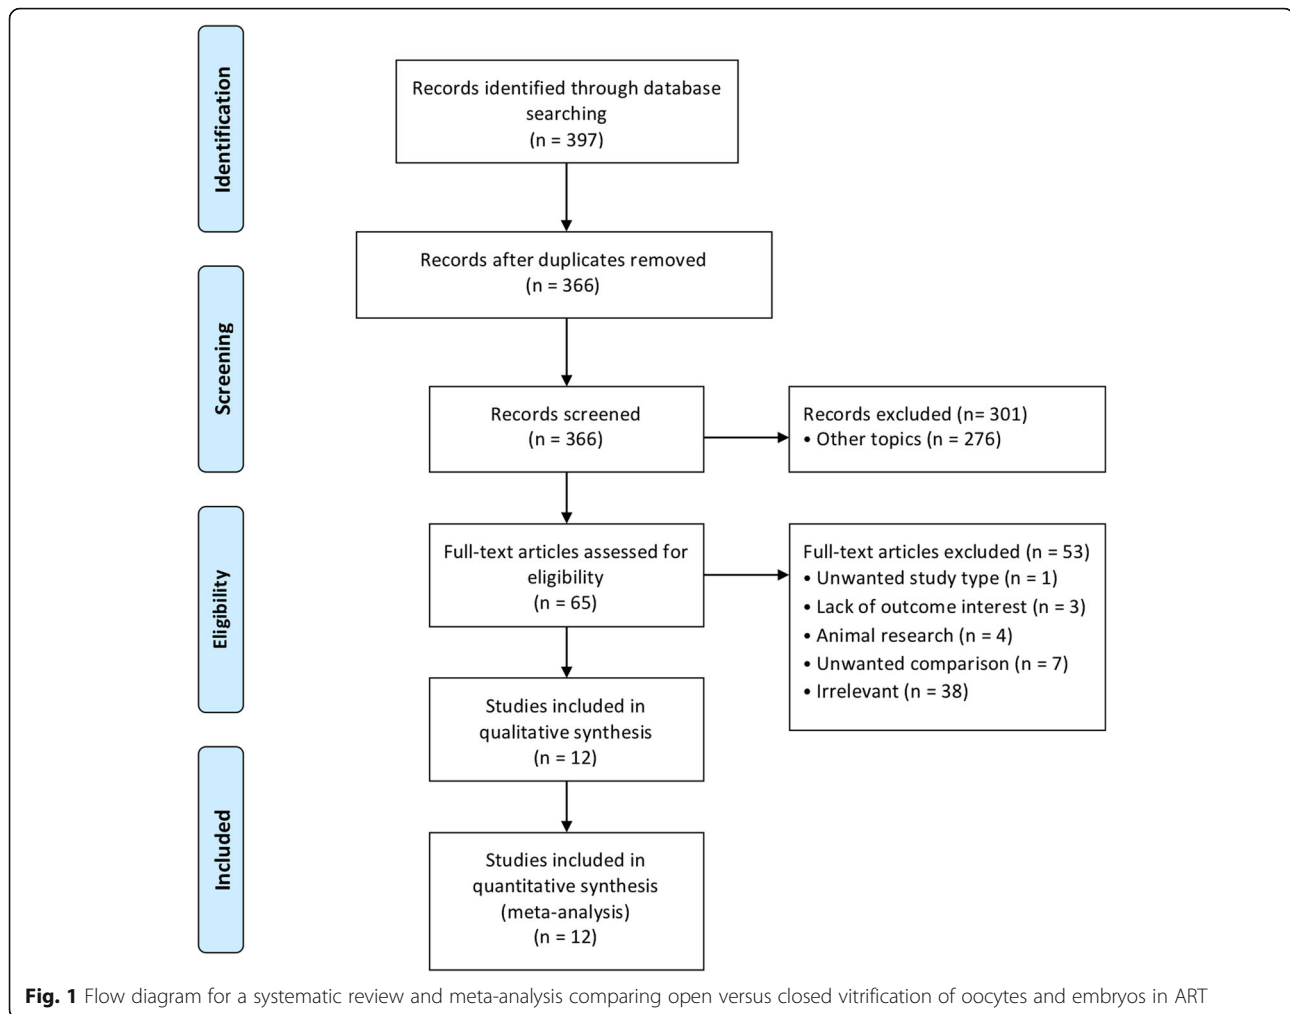 Identification
Records identified through database
searching
(n = 397)
Records after duplicates removed
(n = 366)
Screening
Records screened
(n = 366)
Records excluded (n= 301)
• Other topics (n = 276)
Eligibility
Full-text articles assessed for
eligibility
(n = 65)
Full-text articles excluded (n = 53)
• Unwanted study type (n = 1)
• Lack of outcome interest (n = 3)
• Animal research (n = 4)
• Unwanted comparison (n = 7)
• Irrelevant (n = 38)
Studies included in
qualitative synthesis
(n = 12)
Included
Studies included in
quantitative synthesis
(meta-analysis)
(n = 12)
Fig. 1 Flow diagram for a systematic review and meta-analysis comparing open versus closed vitrification of oocytes and embryos in ART